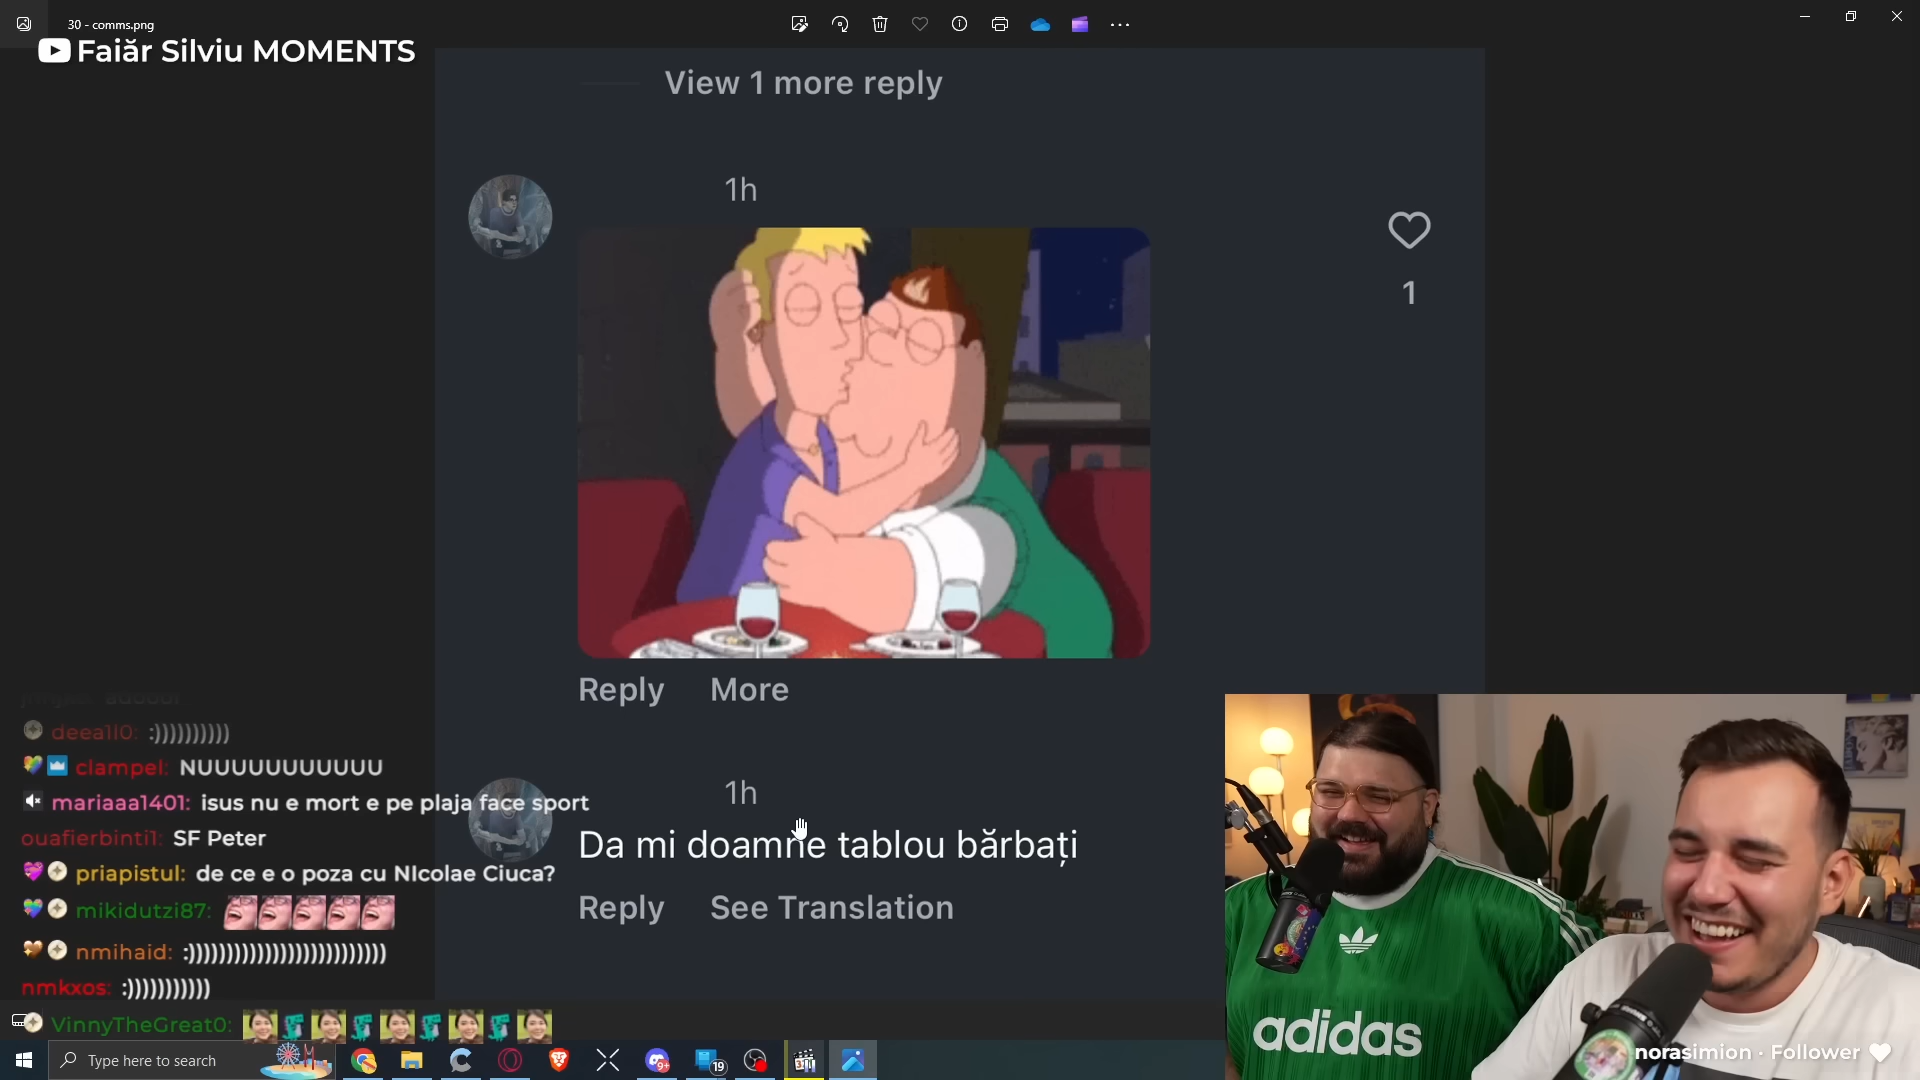 30 - comms.png
Faiăr Silviu MOMENTS
View 1 more reply
1h
1
Reply More
1h
Da mi doamne tablou bărbați
Reply See Translation
deea1l0: :))))))))))
clampel: NUUUUUUUUUUU
mariaaa1401: isus nu e mort e pe plaja face sport
ouafierbinti1: SF Peter
priapistul: de ce e o poza cu NIcolae Ciuca?
mikidutzi87:
nmihaid: :))))))))))))))))))))))))))
nmkxos: :)))))))))))
VinnyTheGreat0:
adidas
norasimion · Follower
Type here to search
9+
19